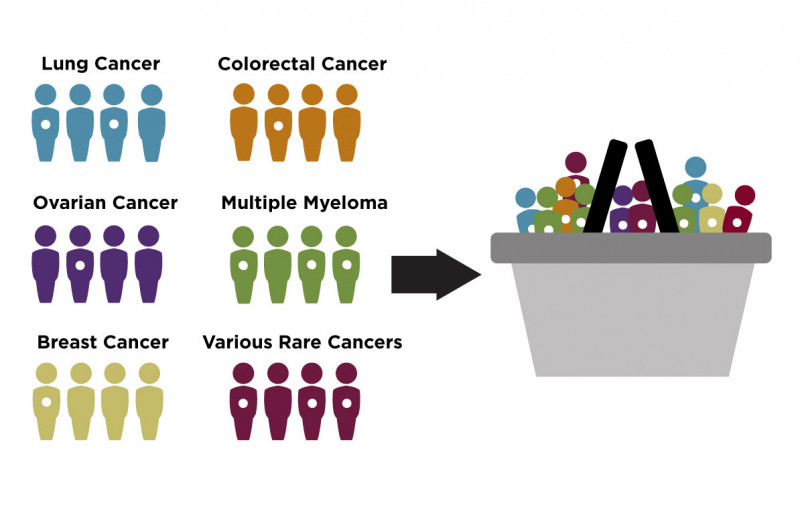 Lung Cancer
Colorectal Cancer
Ovarian Cancer
Multiple Myeloma
Breast Cancer
Various Rare Cancers